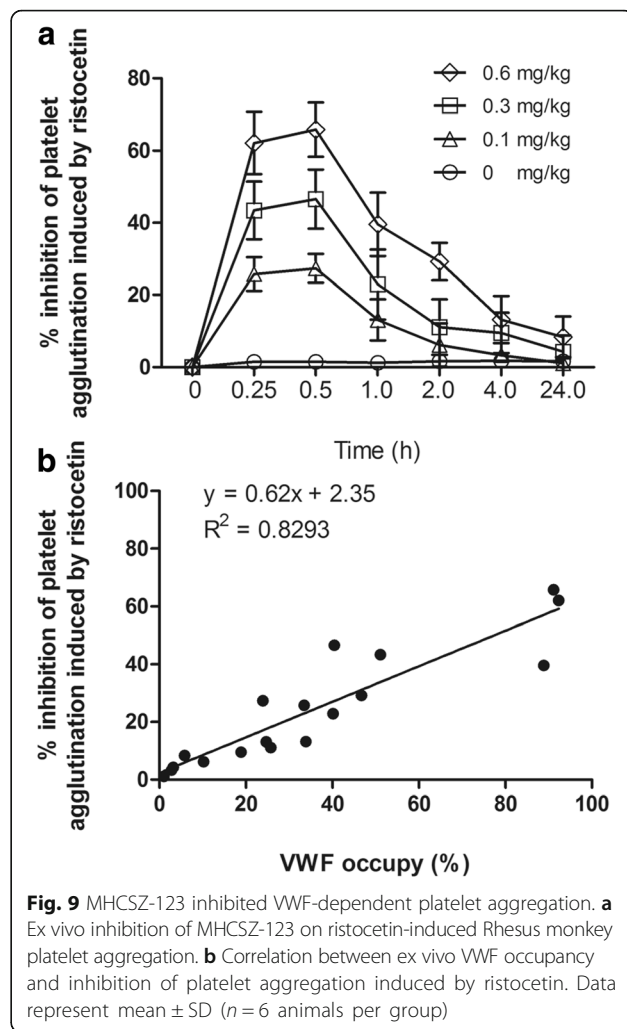 a
% inhibition of platelet
agglutination induced by ristocetin
80
60
40
20
0
0.6 mg/kg
0.3 mg/kg
0.1 mg/kg
0 mg/kg
0 0.25 0.5 1.0 2.0 4.0 24.0
Time (h)
b
% inhibition of platelet
agglutination induced by ristocetin
100
80
60
40
20
0
y = 0.62x + 2.35
R² = 0.8293
0 20 40 60 80 100
VWF occupy (%)
Fig. 9 MHCSZ-123 inhibited VWF-dependent platelet aggregation. a
Ex vivo inhibition of MHCSZ-123 on ristocetin-induced Rhesus monkey
platelet aggregation. b Correlation between ex vivo VWF occupancy
and inhibition of platelet aggregation induced by ristocetin. Data
represent mean ± SD (n = 6 animals per group)